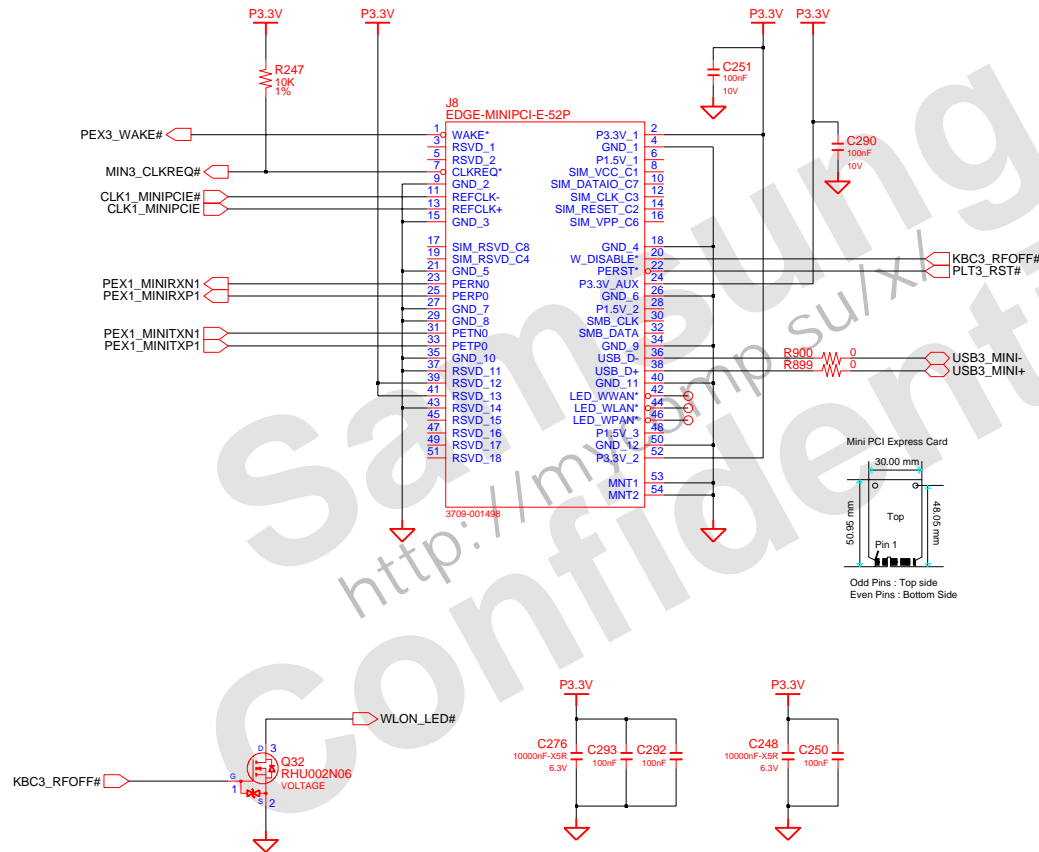 P3.3V
P3.3V
P3.3V
P3.3V
R247
10K
1%
C251
100nF
10V
C290
100nF
10V
J8
EDGE-MINIPCI-E-52P
PEX3_WAKE#
MIN3_CLKREQ#
CLK1_MINIPCIE#
CLK1_MINIPCIE
PEX1_MINIRXN1
PEX1_MINIRXP1
PEX1_MINITXN1
PEX1_MINITXP1
1 WAKE* P3.3V_1 2
3 RSVD_1 GND_1 4
5 RSVD_2 P1.5V_1 6
7 CLKREQ* SIM_VCC_C1 8
9 GND_2 SIM_DATAIO_C7 10
11 REFCLK- SIM_CLK_C3 12
13 REFCLK+ SIM_RESET_C2 14
15 GND_3 SIM_VPP_C6 16
17 SIM_RSVD_C8 GND_4 18
19 SIM_RSVD_C4 W_DISABLE* 20
21 GND_5 PERST* 22
23 PERN0 P3.3V_AUX 24
25 PERP0 GND_6 26
27 GND_7 P1.5V_2 28
29 GND_8 SMB_CLK 30
31 PETN0 SMB_DATA 32
33 PETP0 GND_9 34
35 GND_10 USB_D- 36
37 RSVD_11 USB_D+ 38
39 RSVD_12 GND_11 40
41 RSVD_13 LED_WWAN* 42
43 RSVD_14 LED_WLAN* 44
45 RSVD_15 LED_WPAN* 46
47 RSVD_16 P1.5V_3 48
49 RSVD_17 GND_12 50
51 RSVD_18 P3.3V_2 52
MNT1 53
MNT2 54
3709-001498
KBC3_RFOFF#
PLT3_RST#
R900 0 USB3_MINI-
R899 0 USB3_MINI+
Mini PCI Express Card
30.00 mm
50.95 mm
48.05 mm
Top
Pin 1
Odd Pins : Top side
Even Pins : Bottom Side
Samsung
Confident
http://mycomp.su/x/
WLON_LED#
KBC3_RFOFF#
D 3
G
1
S 2
Q32
RHU002N06
VOLTAGE
P3.3V
C276
10000nF-X5R
6.3V
C293
100nF
C292
100nF
P3.3V
C248
10000nF-X5R
6.3V
C250
100nF